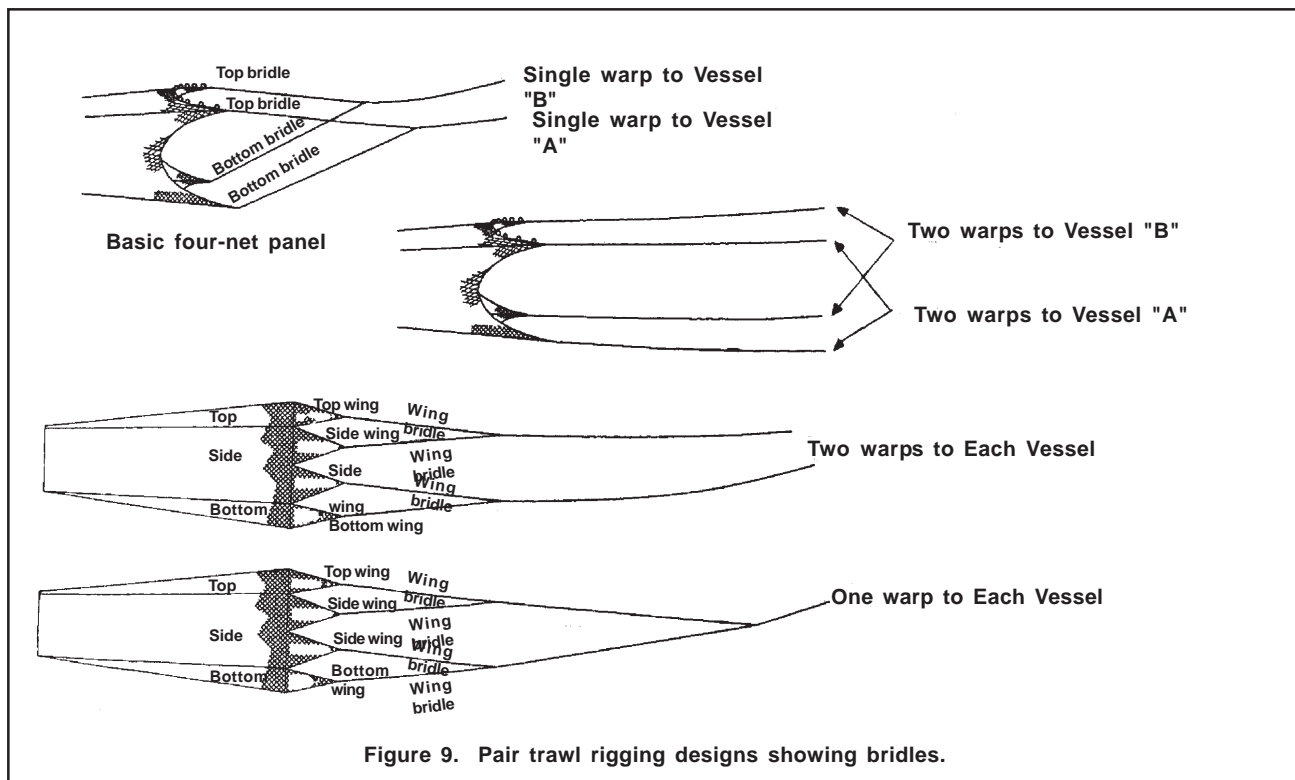 Top bridle
Top bridle
Bottom bridle
Bottom bridle
Single warp to Vessel
"B"
Single warp to Vessel
"A"
Basic four-net panel
Two warps to Vessel "B"
Two warps to Vessel "A"
Top
Side
Bottom
Top wing
Side wing
Side
wing
Bottom wing
Wing
bridle
Wing
bridle
Wing
bridle
Two warps to Each Vessel
Top
Side
Bottom
Top wing
Side wing
Side wing
Bottom
wing
Wing
bridle
Wing
bridle
Wing
bridle
Wing
bridle
One warp to Each Vessel
Figure 9. Pair trawl rigging designs showing bridles.